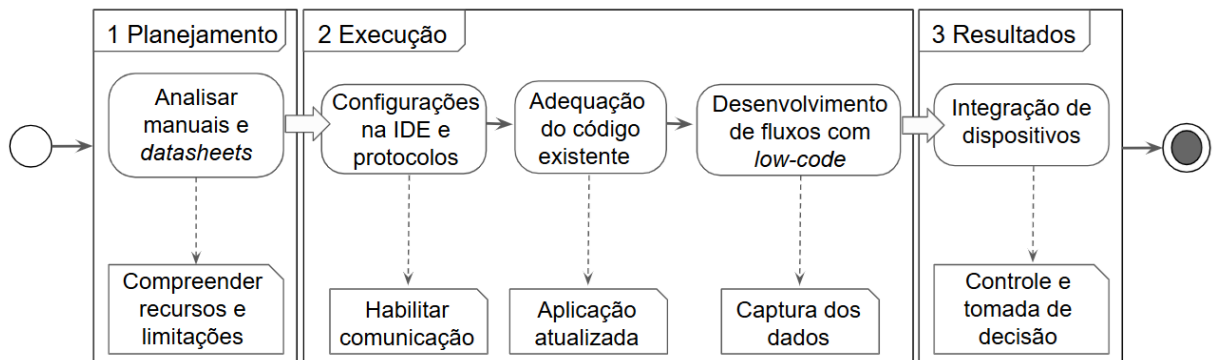 1 Planejamento
Analisar
manuais e
datasheets
Compreender
recursos e
limitações
2 Execução
Configurações
na IDE e
protocolos
Habilitar
comunicação
Adequação
do código
existente
Aplicação
atualizada
Desenvolvimento
de fluxos com
low-code
Captura dos
dados
3 Resultados
Integração de
dispositivos
Controle e
tomada de
decisão